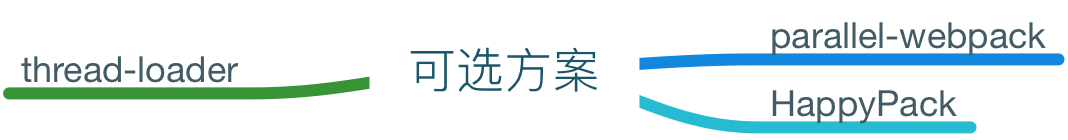 thread-loader
可选方案
parallel-webpack
HappyPack